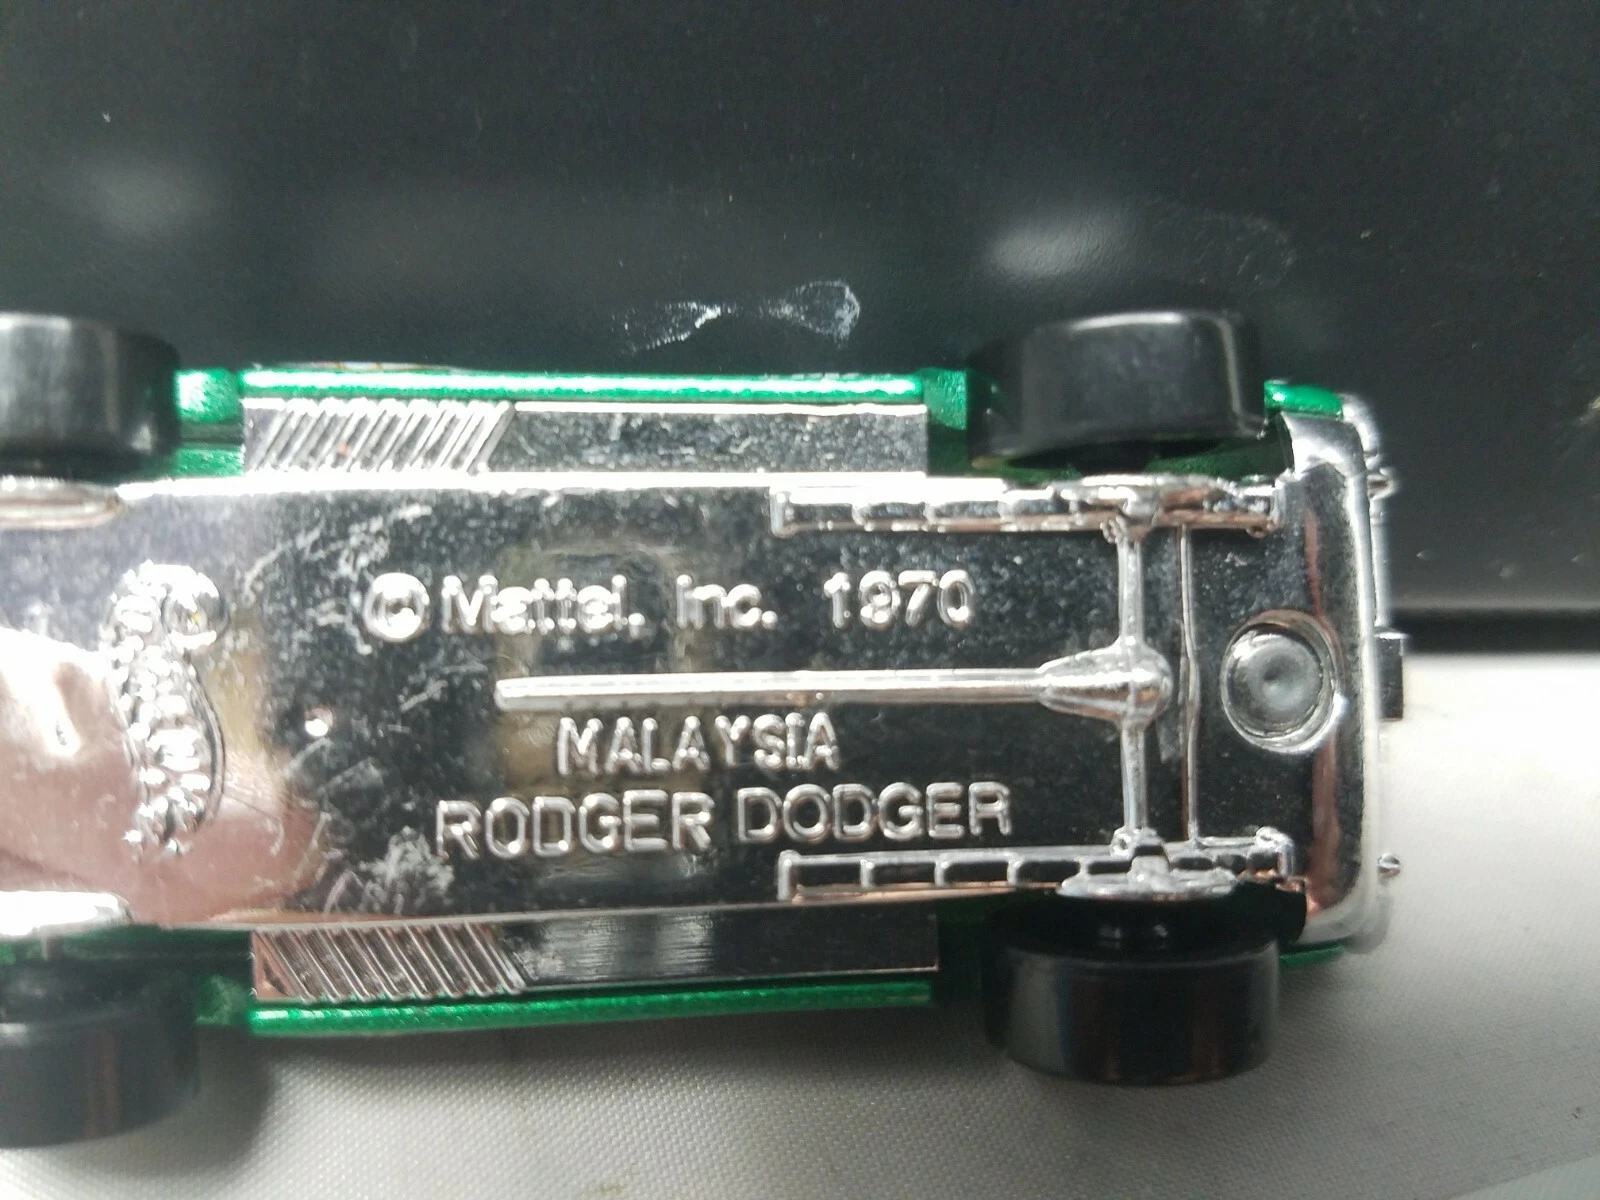 © Mattel, Inc. 1970
MALAYSIA
RODGER DODGER